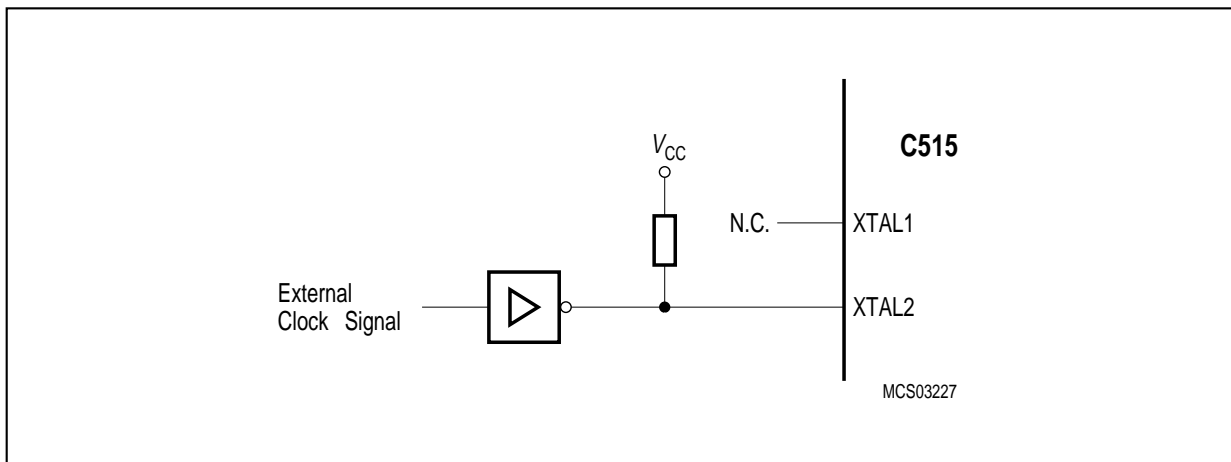 C515
VCC
N.C.
XTAL1
External
Clock Signal
XTAL2
MCS03227